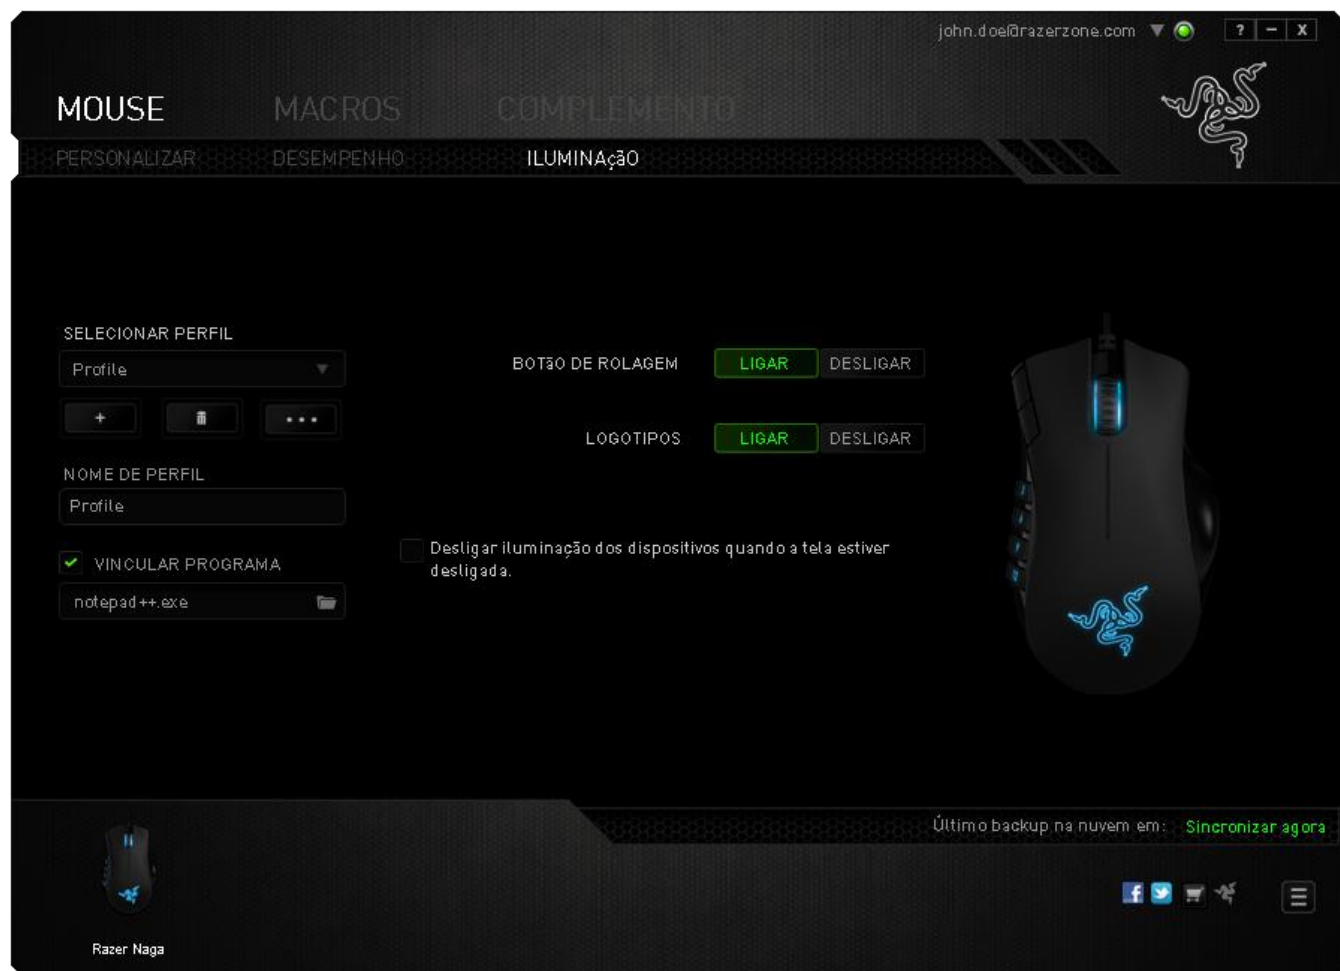 john.doe@razerzone.com
? – X
MOUSE MACROS COMPLEMENTO
PERSONALIZAR DESEMPENHO ILUMINAçãO
SELECIONAR PERFIL
Profile
+
NOME DE PERFIL
Profile
VINCULAR PROGRAMA
notepad++.exe
BOTãO DE ROLAGEM LIGAR DESLIGAR
LOGOTIPOS LIGAR DESLIGAR
Desligar iluminação dos dispositivos quando a tela estiver
desligada.
Último backup na nuvem em: Sincronizar agora
Razer Naga